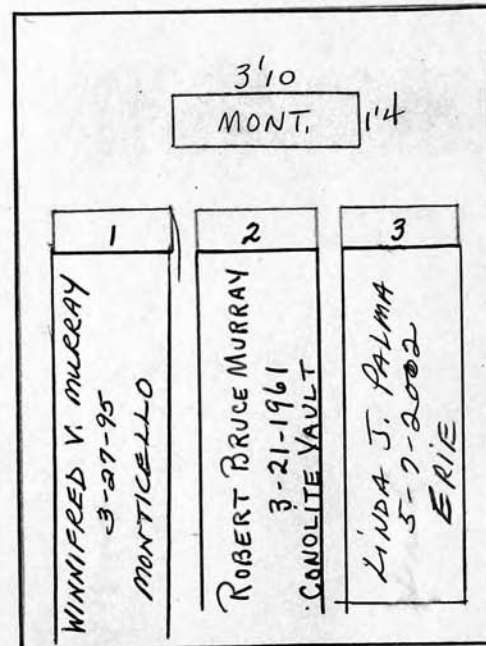 3'10
MONT.
1'4
1
WINNIFRED V. MURRAY
3-27-95
MONTICELLO
2
ROBERT BRUCE MURRAY
3-21-1961
CONOLITE VAULT
3
LINDA J. PALMA
5-7-2002
ERIE